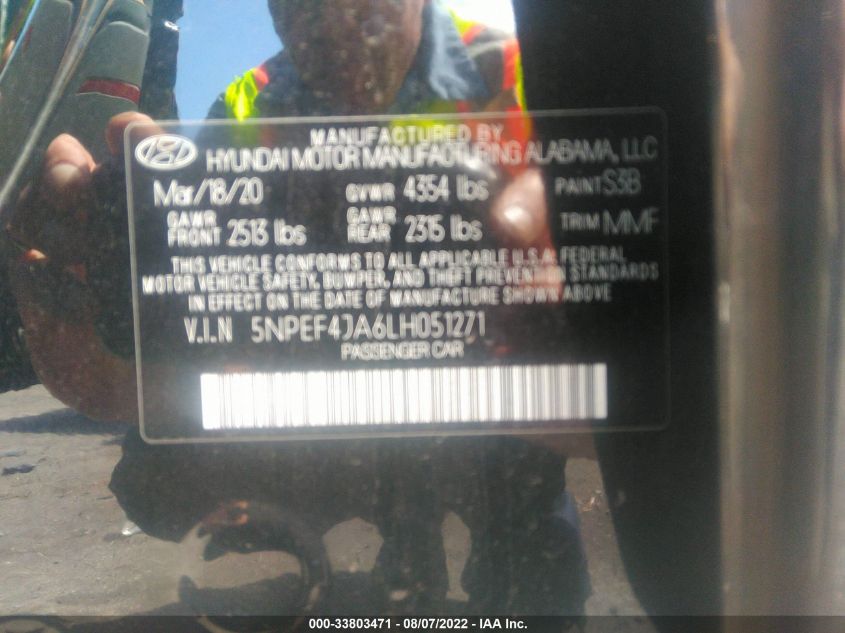 MANUFACTURED BY
HYUNDAI MOTOR MANUFACTURING ALABAMA, LLC
Mar/18/20 GVWR 4354 lbs PAINT S3B
GAWR FRONT 2513 lbs GAWR REAR 2315 lbs TRIM MMF
THIS VEHICLE CONFORMS TO ALL APPLICABLE U.S.A. FEDERAL
MOTOR VEHICLE SAFETY, BUMPER, AND THEFT PREVENTION STANDARDS
IN EFFECT ON THE DATE OF MANUFACTURE SHOWN ABOVE
V.I.N 5NPEF4JA6LH051271
PASSENGER CAR
000-33803471 - 08/07/2022 - IAA Inc.